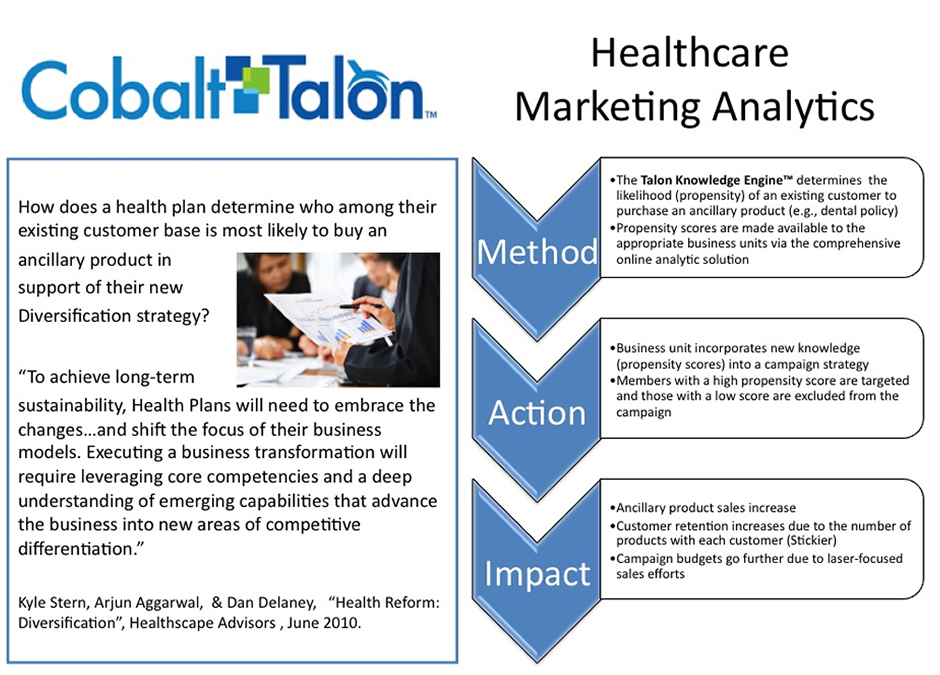 Cobalt Talon™
Healthcare
Marketing Analytics
How does a health plan determine who among their
existing customer base is most likely to buy an
ancillary product in
support of their new
Diversification strategy?
“To achieve long-term
sustainability, Health Plans will need to embrace the
changes…and shift the focus of their business
models. Executing a business transformation will
require leveraging core competencies and a deep
understanding of emerging capabilities that advance
the business into new areas of competitive
differentiation.”
Kyle Stern, Arjun Aggarwal,  & Dan Delaney,   “Health Reform:
Diversification”, Healthscape Advisors , June 2010.
Method
•The Talon Knowledge Engine™ determines  the
likelihood (propensity) of an existing customer to
purchase an ancillary product (e.g., dental policy)
•Propensity scores are made available to the
appropriate business units via the comprehensive
online analytic solution
Action
•Business unit incorporates new knowledge
(propensity scores) into a campaign strategy
•Members with a high propensity score are targeted
and those with a low score are excluded from the
campaign
Impact
•Ancillary product sales increase
•Customer retention increases due to the number of
products with each customer (Stickier)
•Campaign budgets go further due to laser-focused
sales efforts